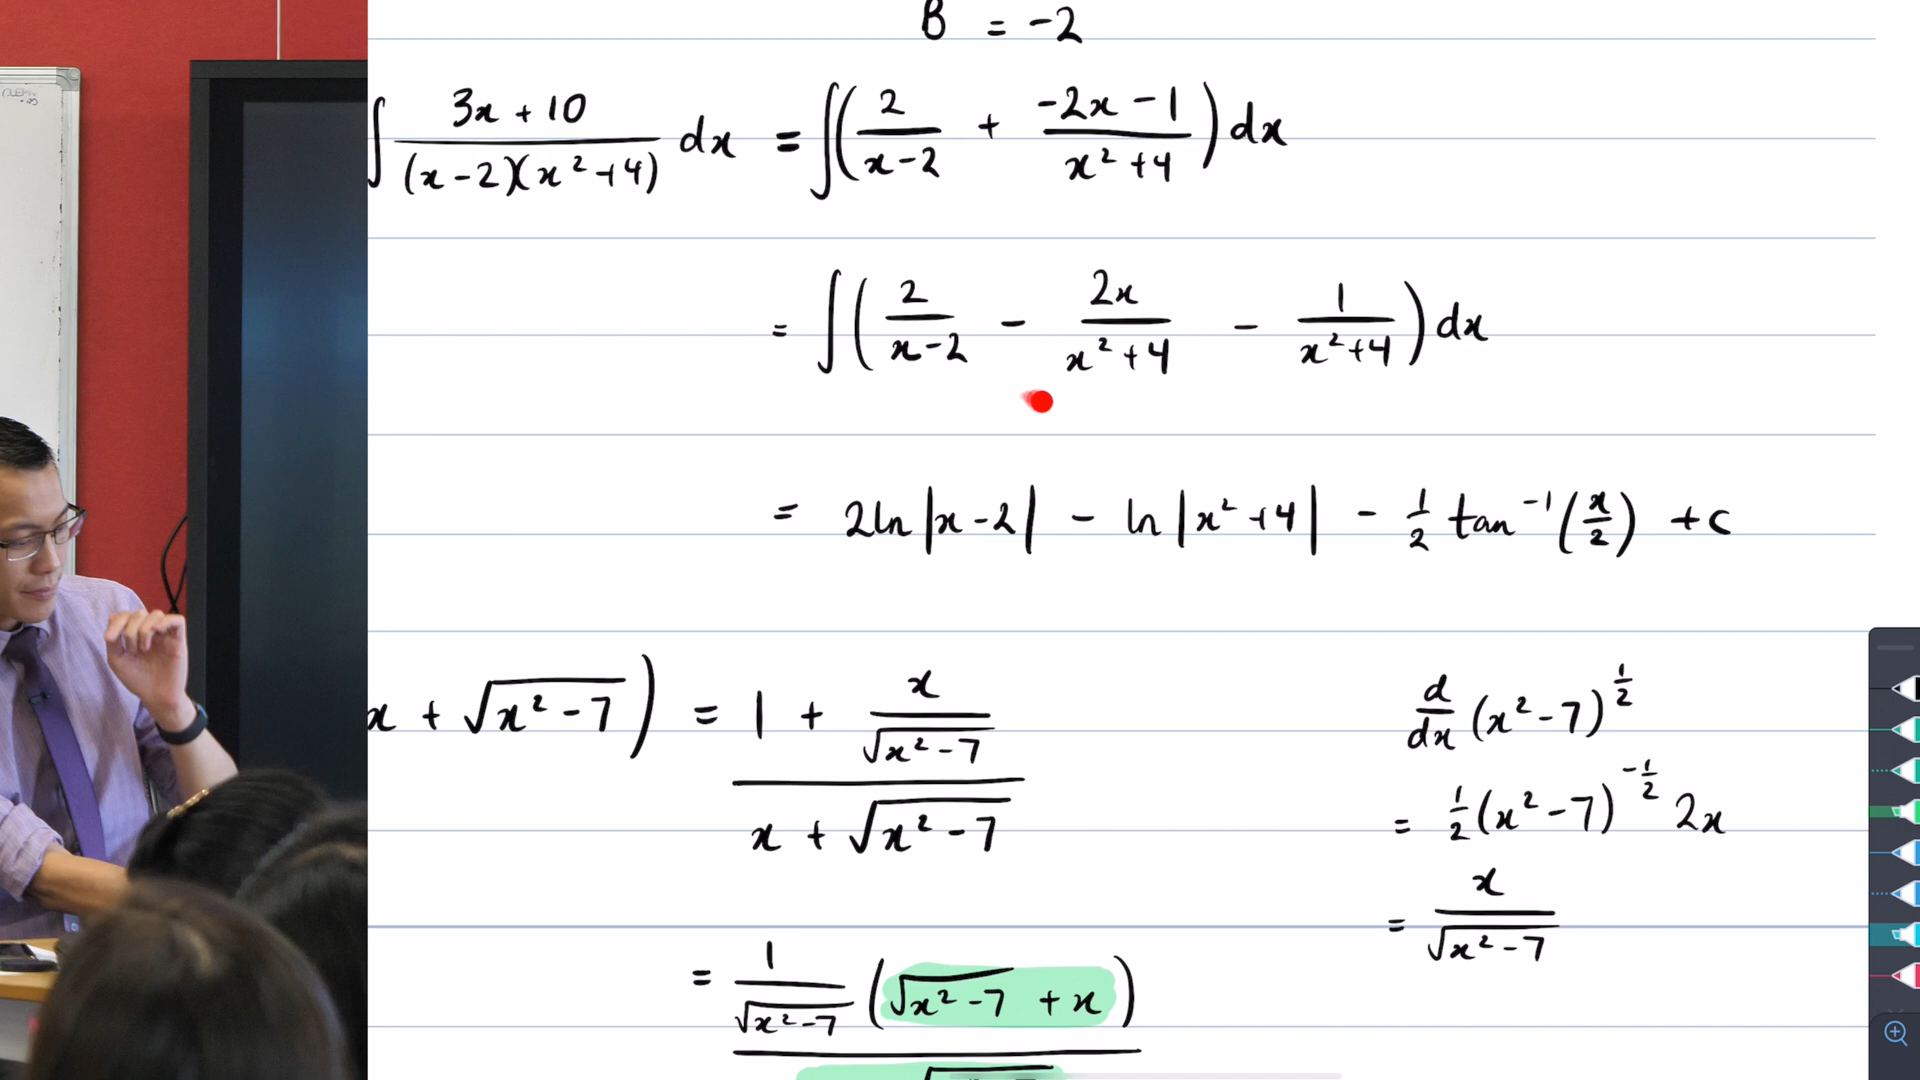 B = -2
∫ (3x + 10)/((x - 2)(x² + 4)) dx = ∫ (2/(x - 2) + (-2x - 1)/(x² + 4)) dx
= ∫ (2/(x - 2) - 2x/(x² + 4) - 1/(x² + 4)) dx
= 2ln|x - 2| - ln|x² + 4| - 1/2 tan⁻¹(x/2) + c
x + √(x² - 7)) = (1 + x/√(x² - 7))/(x + √(x² - 7))
= 1/√(x² - 7) (√(x² - 7) + x)
d/dx (x² - 7)^(1/2)
= 1/2 (x² - 7)^(-1/2) 2x
= x/√(x² - 7)